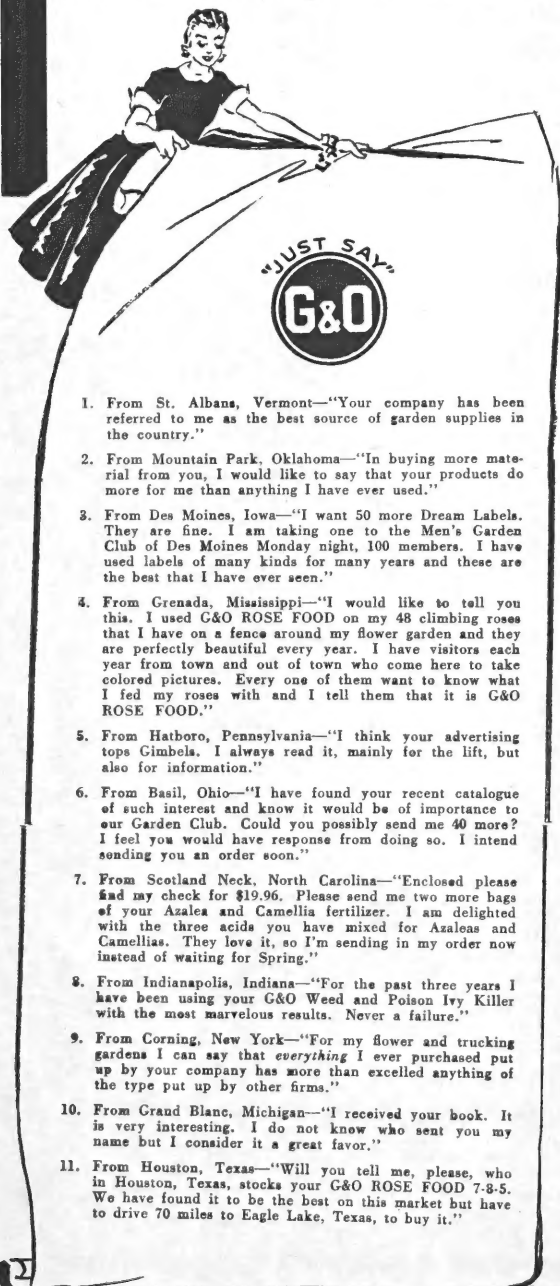 "JUST SAY"
G&O
1. From St. Albans, Vermont—"Your company has been
referred to me as the best source of garden supplies in
the country."
2. From Mountain Park, Oklahoma—"In buying more mate-
rial from you, I would like to say that your products do
more for me than anything I have ever used."
3. From Des Moines, Iowa—"I want 50 more Dream Labels.
They are fine. I am taking one to the Men's Garden
Club of Des Moines Monday night, 100 members. I have
used labels of many kinds for many years and these are
the best that I have ever seen."
4. From Grenada, Mississippi—"I would like to tell you
this. I used G&O ROSE FOOD on my 48 climbing roses
that I have on a fence around my flower garden and they
are perfectly beautiful every year. I have visitors each
year from town and out of town who come here to take
colored pictures. Every one of them want to know what
I fed my roses with and I tell them that it is G&O
ROSE FOOD."
5. From Hatboro, Pennsylvania—"I think your advertising
tops Gimbels. I always read it, mainly for the lift, but
also for information."
6. From Basil, Ohio—"I have found your recent catalogue
of such interest and know it would be of importance to
our Garden Club. Could you possibly send me 40 more?
I feel you would have response from doing so. I intend
sending you an order soon."
7. From Scotland Neck, North Carolina—"Enclosed please
find my check for $19.96. Please send me two more bags
of your Azalea and Camellia fertilizer. I am delighted
with the three acids you have mixed for Azaleas and
Camellias. They love it, so I'm sending in my order now
instead of waiting for Spring."
8. From Indianapolis, Indiana—"For the past three years I
have been using your G&O Weed and Poison Ivy Killer
with the most marvelous results. Never a failure."
9. From Corning, New York—"For my flower and trucking
gardens I can say that everything I ever purchased put
up by your company has more than excelled anything of
the type put up by other firms."
10. From Grand Blanc, Michigan—"I received your book. It
is very interesting. I do not know who sent you my
name but I consider it a great favor."
11. From Houston, Texas—"Will you tell me, please, who
in Houston, Texas, stocks your G&O ROSE FOOD 7-8-5.
We have found it to be the best on this market but have
to drive 70 miles to Eagle Lake, Texas, to buy it."